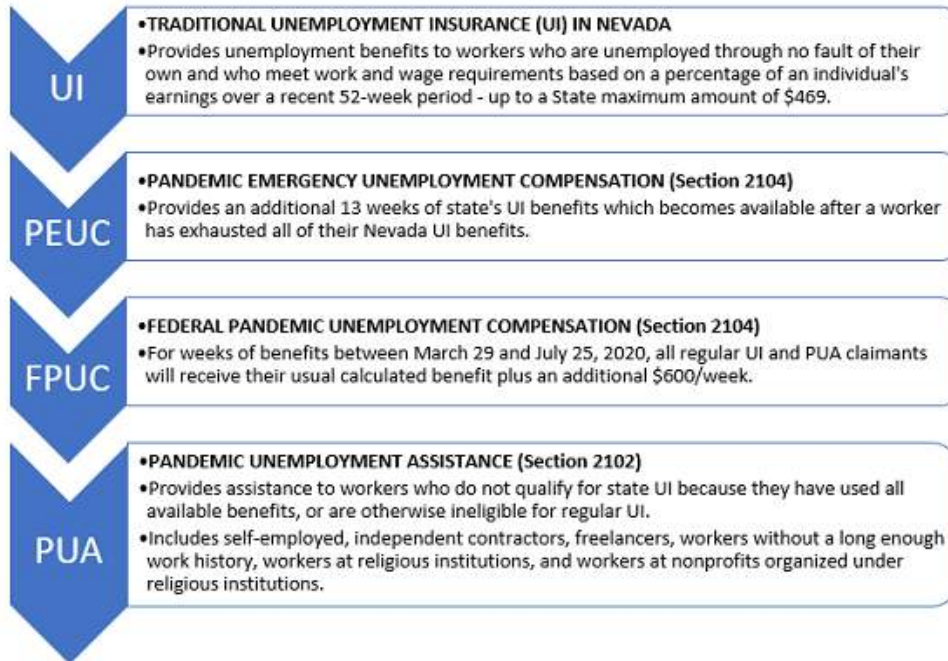 UI
•TRADITIONAL UNEMPLOYMENT INSURANCE (UI) IN NEVADA
•Provides unemployment benefits to workers who are unemployed through no fault of their
own and who meet work and wage requirements based on a percentage of an individual's
earnings over a recent 52-week period - up to a State maximum amount of $469.
PEUC
•PANDEMIC EMERGENCY UNEMPLOYMENT COMPENSATION (Section 2104)
•Provides an additional 13 weeks of state's UI benefits which becomes available after a worker
has exhausted all of their Nevada UI benefits.
FPUC
•FEDERAL PANDEMIC UNEMPLOYMENT COMPENSATION (Section 2104)
•For weeks of benefits between March 29 and July 25, 2020, all regular UI and PUA claimants
will receive their usual calculated benefit plus an additional $600/week.
PUA
•PANDEMIC UNEMPLOYMENT ASSISTANCE (Section 2102)
•Provides assistance to workers who do not qualify for state UI because they have used all
available benefits, or are otherwise ineligible for regular UI.
•Includes self-employed, independent contractors, freelancers, workers without a long enough
work history, workers at religious institutions, and workers at nonprofits organized under
religious institutions.